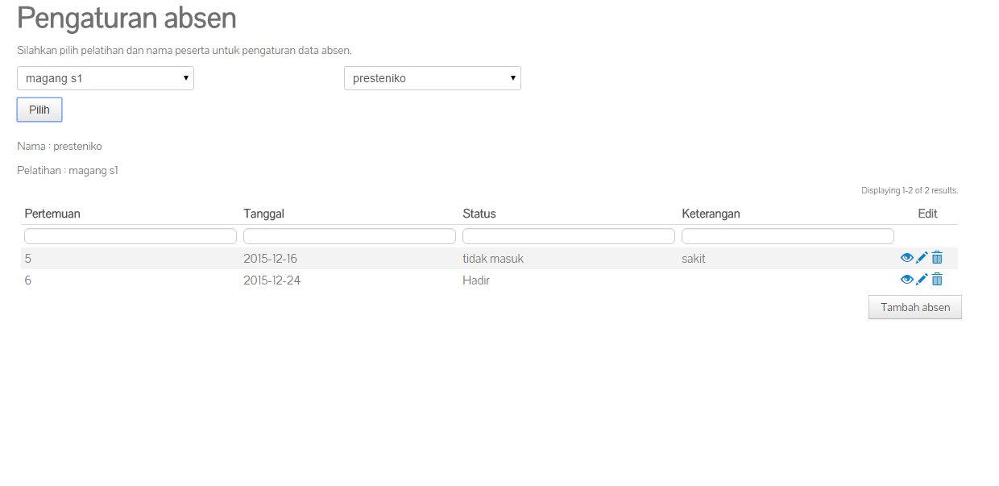 Pengaturan absen
Silahkan pilih pelatihan dan nama peserta untuk pengaturan data absen.
magang s1 presteniko
Pilih
Nama : presteniko
Pelatihan : magang s1
Displaying 1-2 of 2 results.
Pertemuan Tanggal Status Keterangan Edit
5 2015-12-16 tidak masuk sakit
6 2015-12-24 Hadir
Tambah absen